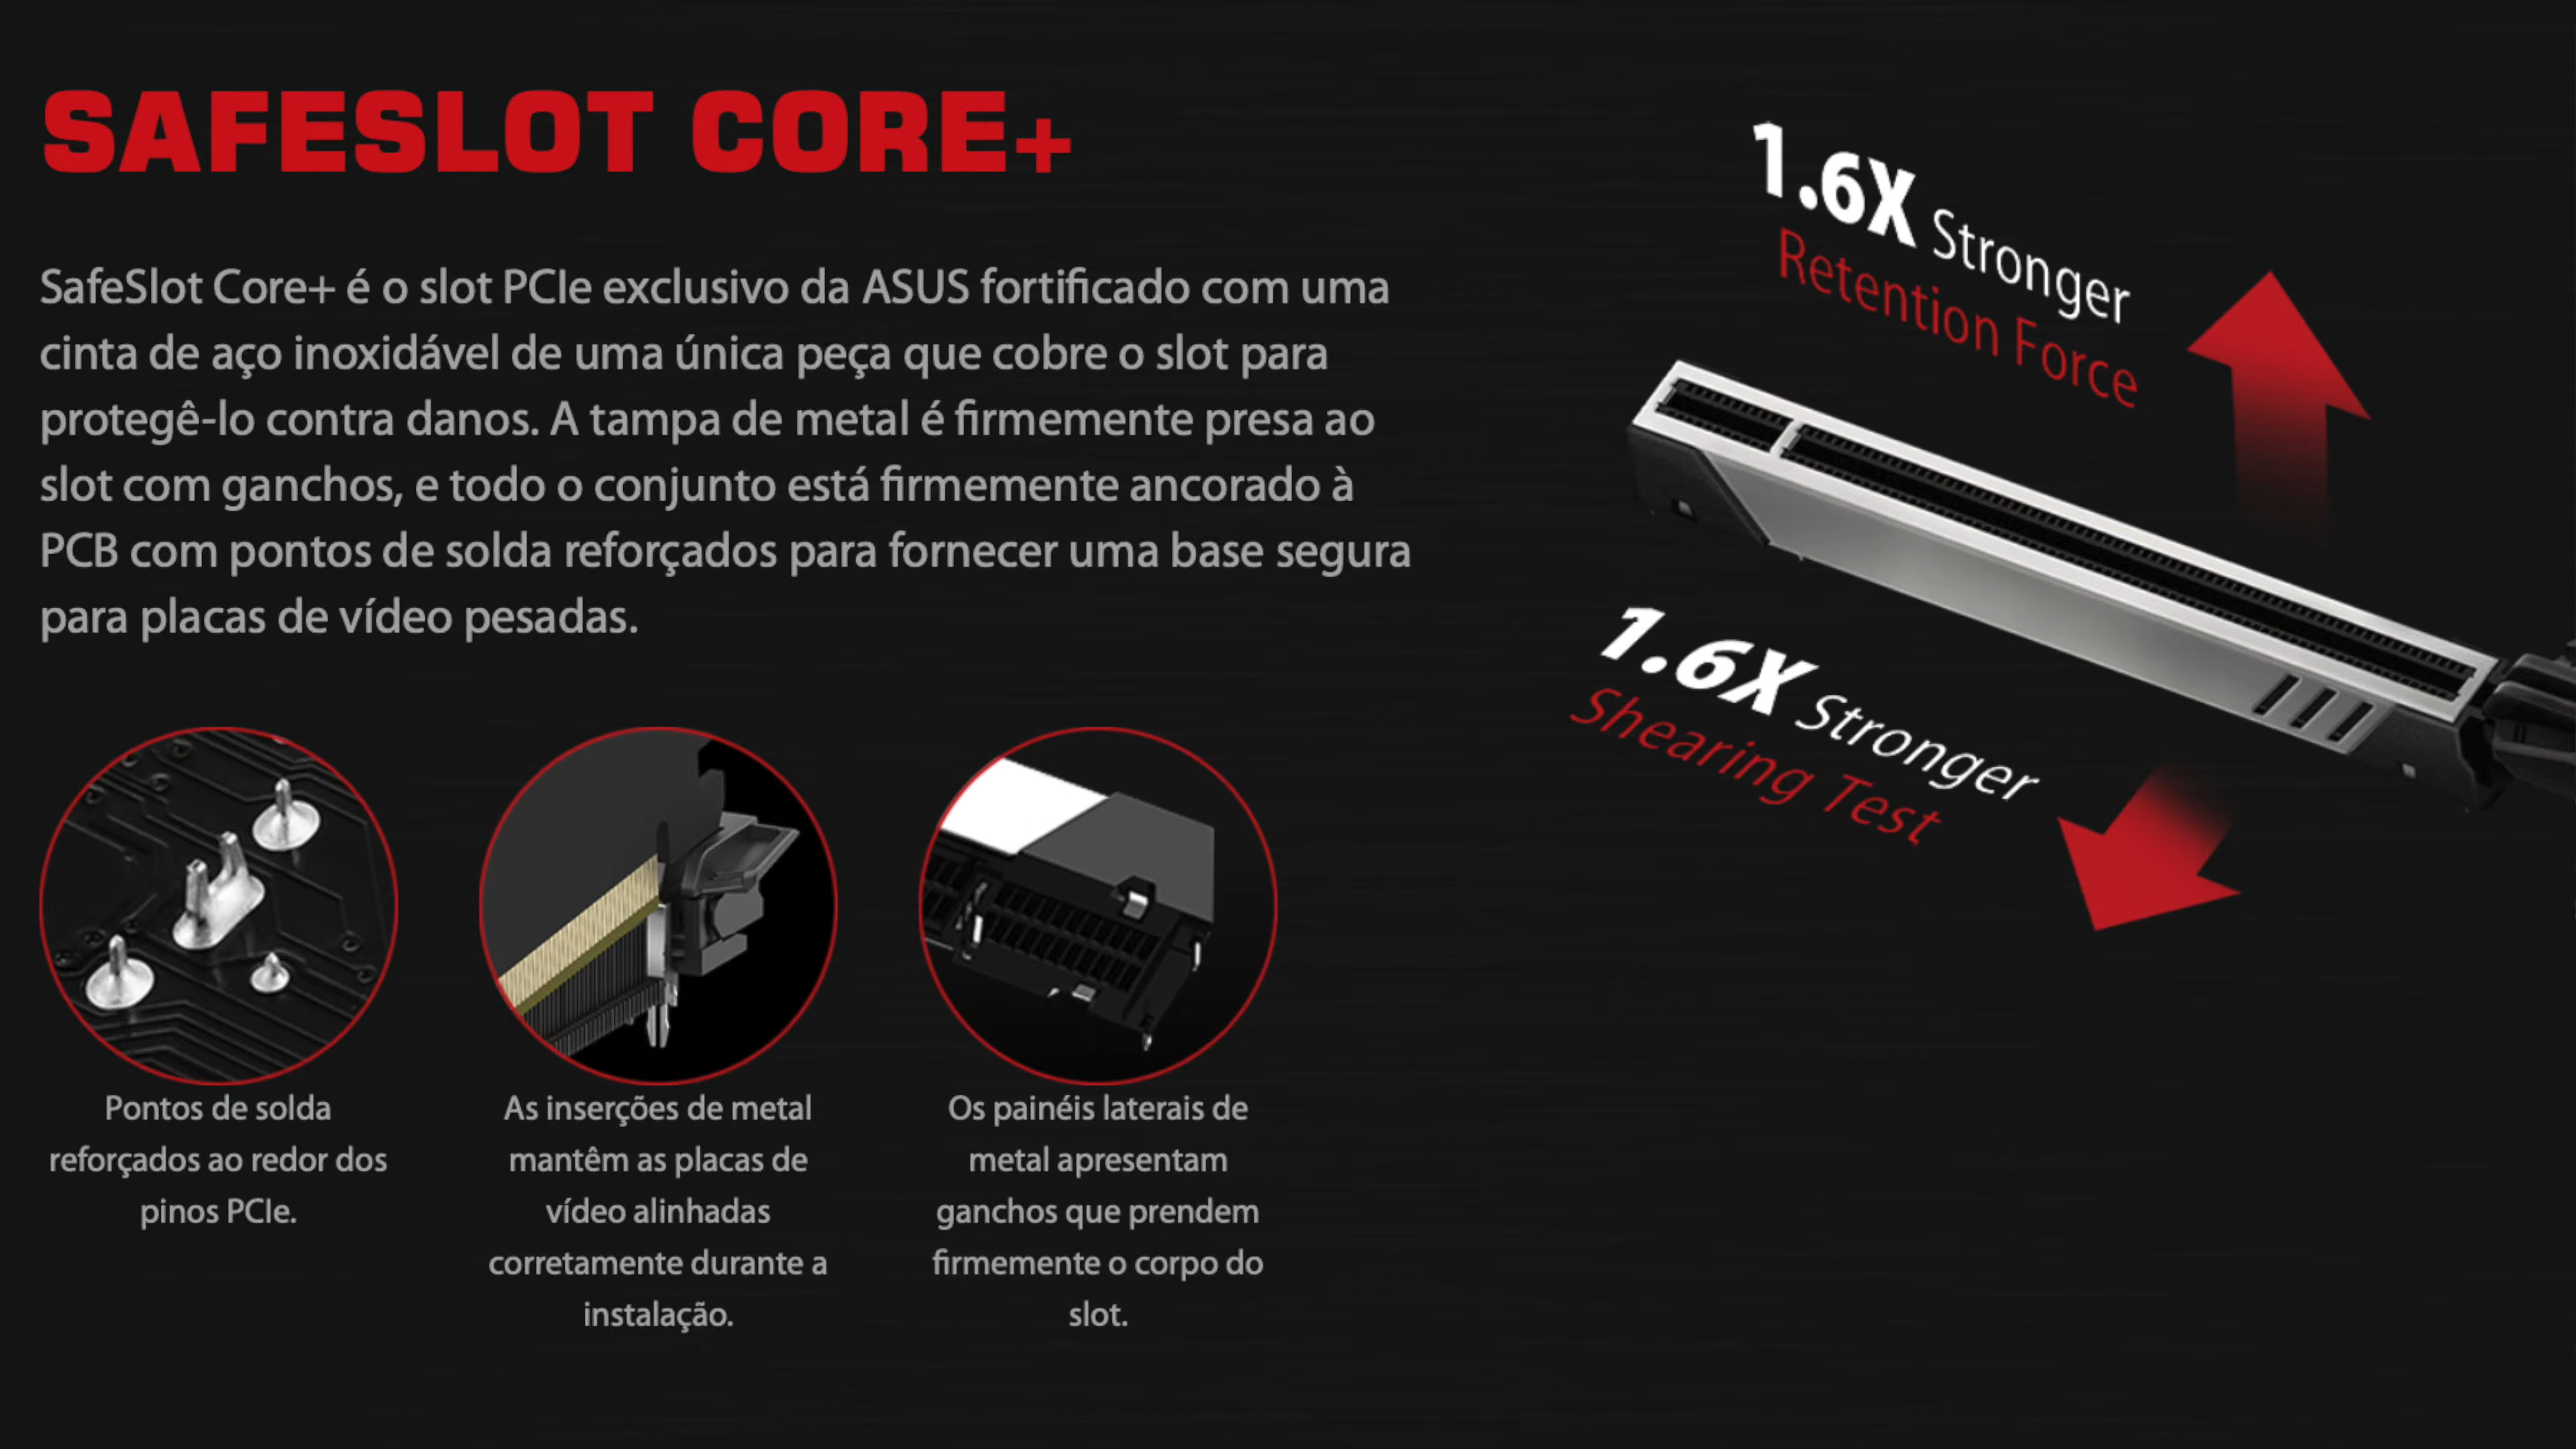 SAFESLOT CORE+
SafeSlot Core+ é o slot PCIe exclusivo da ASUS fortificado com uma
cinta de aço inoxidável de uma única peça que cobre o slot para
protegê-lo contra danos. A tampa de metal é firmemente presa ao
slot com ganchos, e todo o conjunto está firmemente ancorado à
PCB com pontos de solda reforçados para fornecer uma base segura
para placas de vídeo pesadas.
Pontos de solda
reforçados ao redor dos
pinos PCIe.
As inserções de metal
mantêm as placas de
vídeo alinhadas
corretamente durante a
instalação.
Os painéis laterais de
metal apresentam
ganchos que prendem
firmemente o corpo do
slot.
1.6X Stronger
Retention Force
1.6X Stronger
Shearing Test